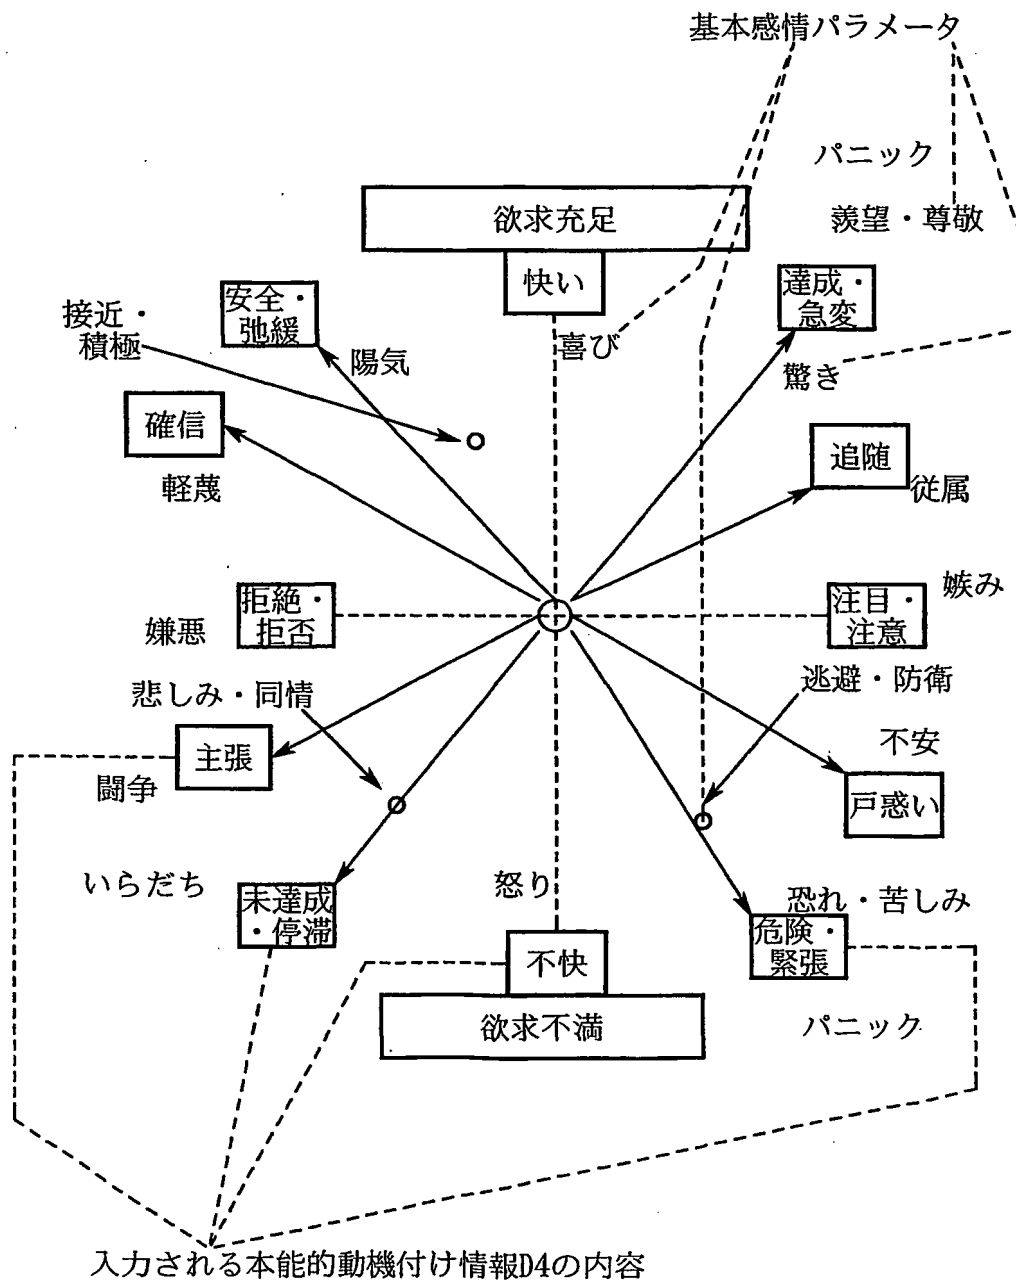 基本感情パラメータ
パニック
欲求充足
羨望・尊敬
快い
達成・
急変
安全・
弛緩
接近・
積極
喜び
陽気
驚き
確信
追随
軽蔑
従属
嫉み
拒絶・
拒否
注目・
注意
嫌悪
逃避・防衛
悲しみ・同情
不安
主張
闘争
戸惑い
いらだち
怒り
未達成
・停滞
恐れ・苦しみ
危険・
緊張
不快
欲求不満
パニック
入力される本能的動機付け情報D4の内容